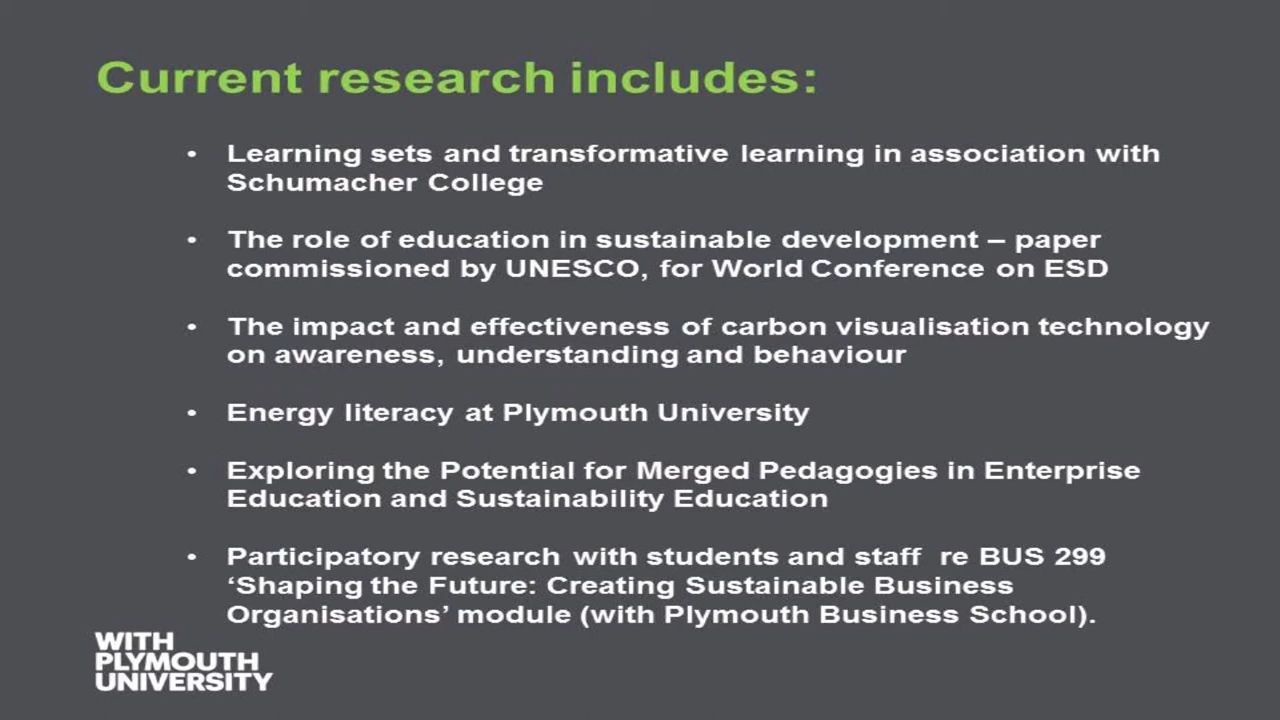 Current research includes:
• Learning sets and transformative learning in association with
Schumacher College
• The role of education in sustainable development – paper
commissioned by UNESCO, for World Conference on ESD
• The impact and effectiveness of carbon visualisation technology
on awareness, understanding and behaviour
• Energy literacy at Plymouth University
• Exploring the Potential for Merged Pedagogies in Enterprise
Education and Sustainability Education
• Participatory research with students and staff re BUS 299
‘Shaping the Future: Creating Sustainable Business
Organisations’ module (with Plymouth Business School).
WITH
PLYMOUTH
UNIVERSITY